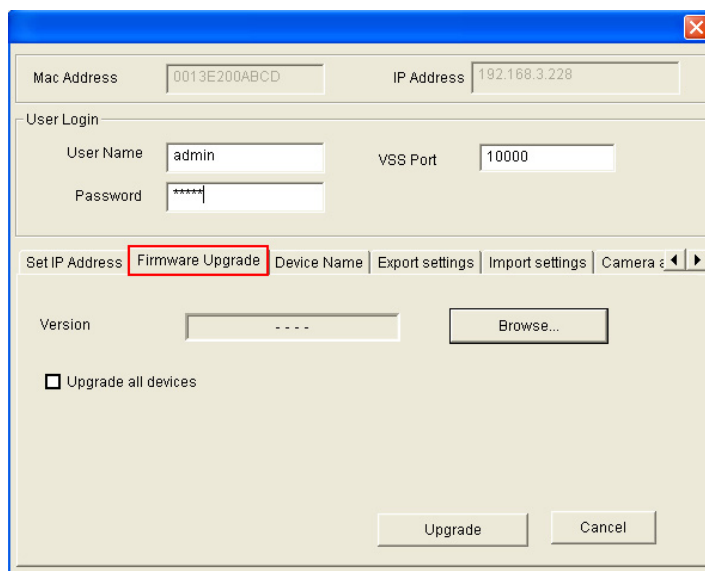 Mac Address 0013E200ABCD IP Address 192.168.3.228
User Login
User Name admin VSS Port 10000
Password *****
Set IP Address Firmware Upgrade Device Name Export settings Import settings Camera
Version ---- Browse...
Upgrade all devices
Upgrade Cancel